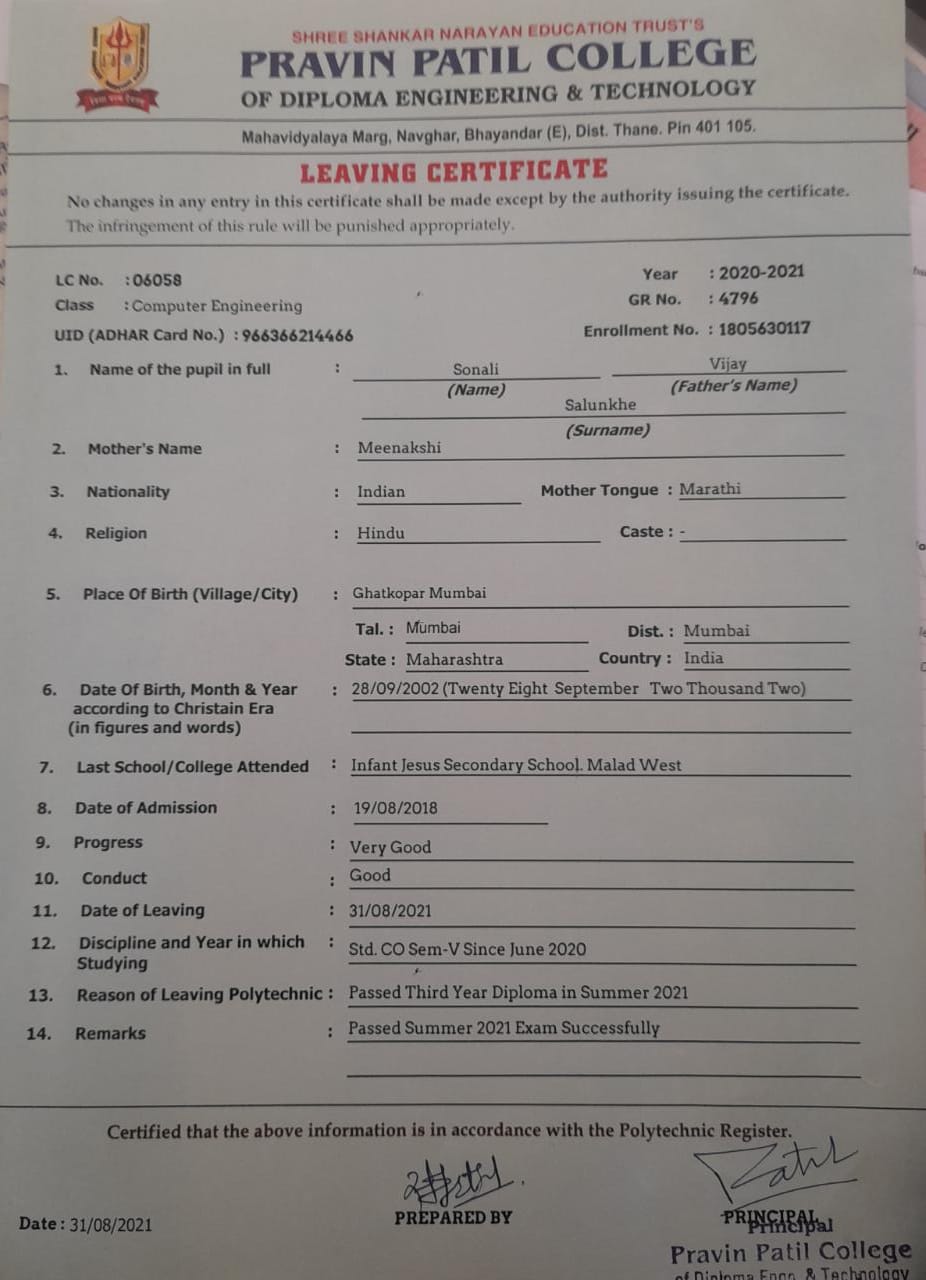 SHREE SHANKAR NARAYAN EDUCATION TRUST'S
PRAVIN PATIL COLLEGE
OF DIPLOMA ENGINEERING & TECHNOLOGY
Mahavidyalaya Marg, Navghar, Bhayandar (E), Dist. Thane. Pin 401 105.
LEAVING CERTIFICATE
No changes in any entry in this certificate shall be made except by the authority issuing the certificate.
The infringement of this rule will be punished appropriately.
LC No. : 06058 Year : 2020-2021
Class : Computer Engineering GR No. : 4796
UID (ADHAR Card No.) : 966366214466 Enrollment No. : 1805630117
1. Name of the pupil in full : Sonali Vijay
(Name) (Father's Name)
Salunkhe
(Surname)
2. Mother's Name : Meenakshi
3. Nationality : Indian Mother Tongue : Marathi
4. Religion : Hindu Caste : -
5. Place Of Birth (Village/City) : Ghatkopar Mumbai
Tal. : Mumbai Dist. : Mumbai
State : Maharashtra Country : India
6. Date Of Birth, Month & Year : 28/09/2002 (Twenty Eight September Two Thousand Two)
according to Christain Era
(in figures and words)
7. Last School/College Attended : Infant Jesus Secondary School. Malad West
8. Date of Admission : 19/08/2018
9. Progress : Very Good
10. Conduct : Good
11. Date of Leaving : 31/08/2021
12. Discipline and Year in which : Std. CO Sem-V Since June 2020
Studying
13. Reason of Leaving Polytechnic : Passed Third Year Diploma in Summer 2021
14. Remarks : Passed Summer 2021 Exam Successfully
Certified that the above information is in accordance with the Polytechnic Register.
Patil
Date : 31/08/2021 PREPARED BY PRINCIPAL
Principal
Pravin Patil College
of Diploma Engg. & Technology